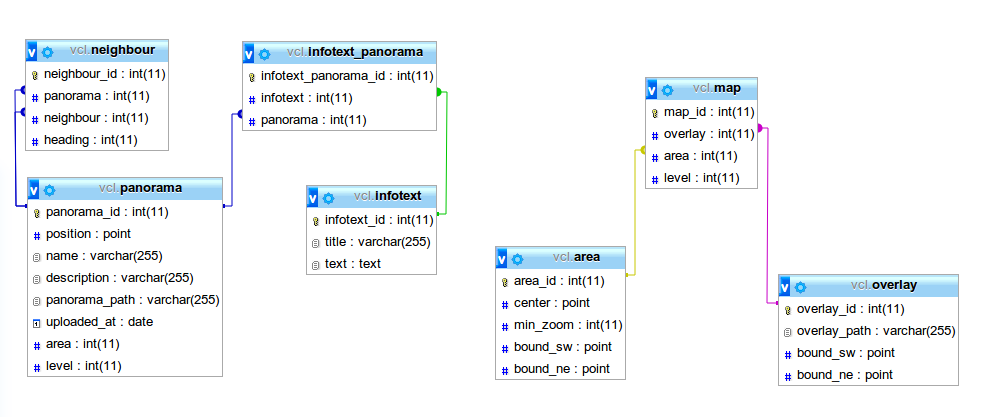 v vcl.neighbour
neighbour_id : int(11)
# panorama : int(11)
# neighbour : int(11)
# heading : int(11)
v vcl.panorama
panorama_id : int(11)
# position : point
name : varchar(255)
description : varchar(255)
panorama_path : varchar(255)
uploaded_at : date
# area : int(11)
# level : int(11)
v vcl.infotext_panorama
infotext_panorama_id : int(11)
# infotext : int(11)
# panorama : int(11)
v vcl.infotext
infotext_id : int(11)
title : varchar(255)
text : text
v vcl.area
area_id : int(11)
# center : point
# min_zoom : int(11)
# bound_sw : point
# bound_ne : point
v vcl.map
map_id : int(11)
# overlay : int(11)
# area : int(11)
# level : int(11)
v vcl.overlay
overlay_id : int(11)
overlay_path : varchar(255)
# bound_sw : point
# bound_ne : point